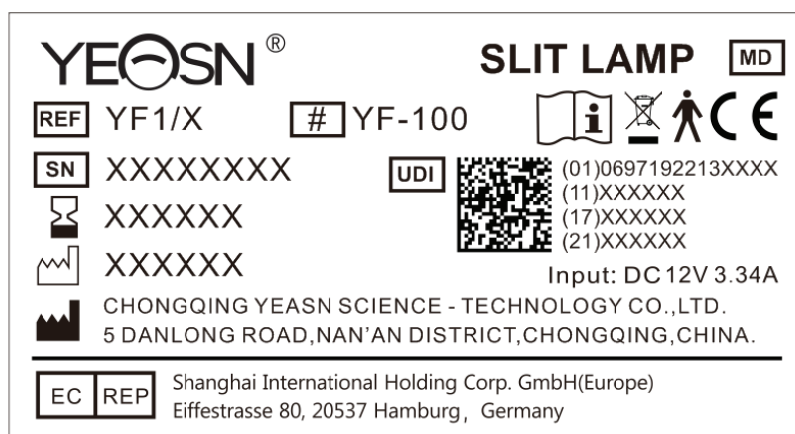 YEASN®
SLIT LAMP MD
REF YF1/X # YF-100
CE
SN XXXXXXXX
UDI (01)0697192213XXXX
(11)XXXXXX
XXXXXX (17)XXXXXX
(21)XXXXXX
XXXXXX
Input: DC12V 3.34A
CHONGQING YEASN SCIENCE - TECHNOLOGY CO.,LTD.
5 DANLONG ROAD,NAN'AN DISTRICT,CHONGQING,CHINA.
EC REP Shanghai International Holding Corp. GmbH(Europe)
Eiffestrasse 80, 20537 Hamburg, Germany